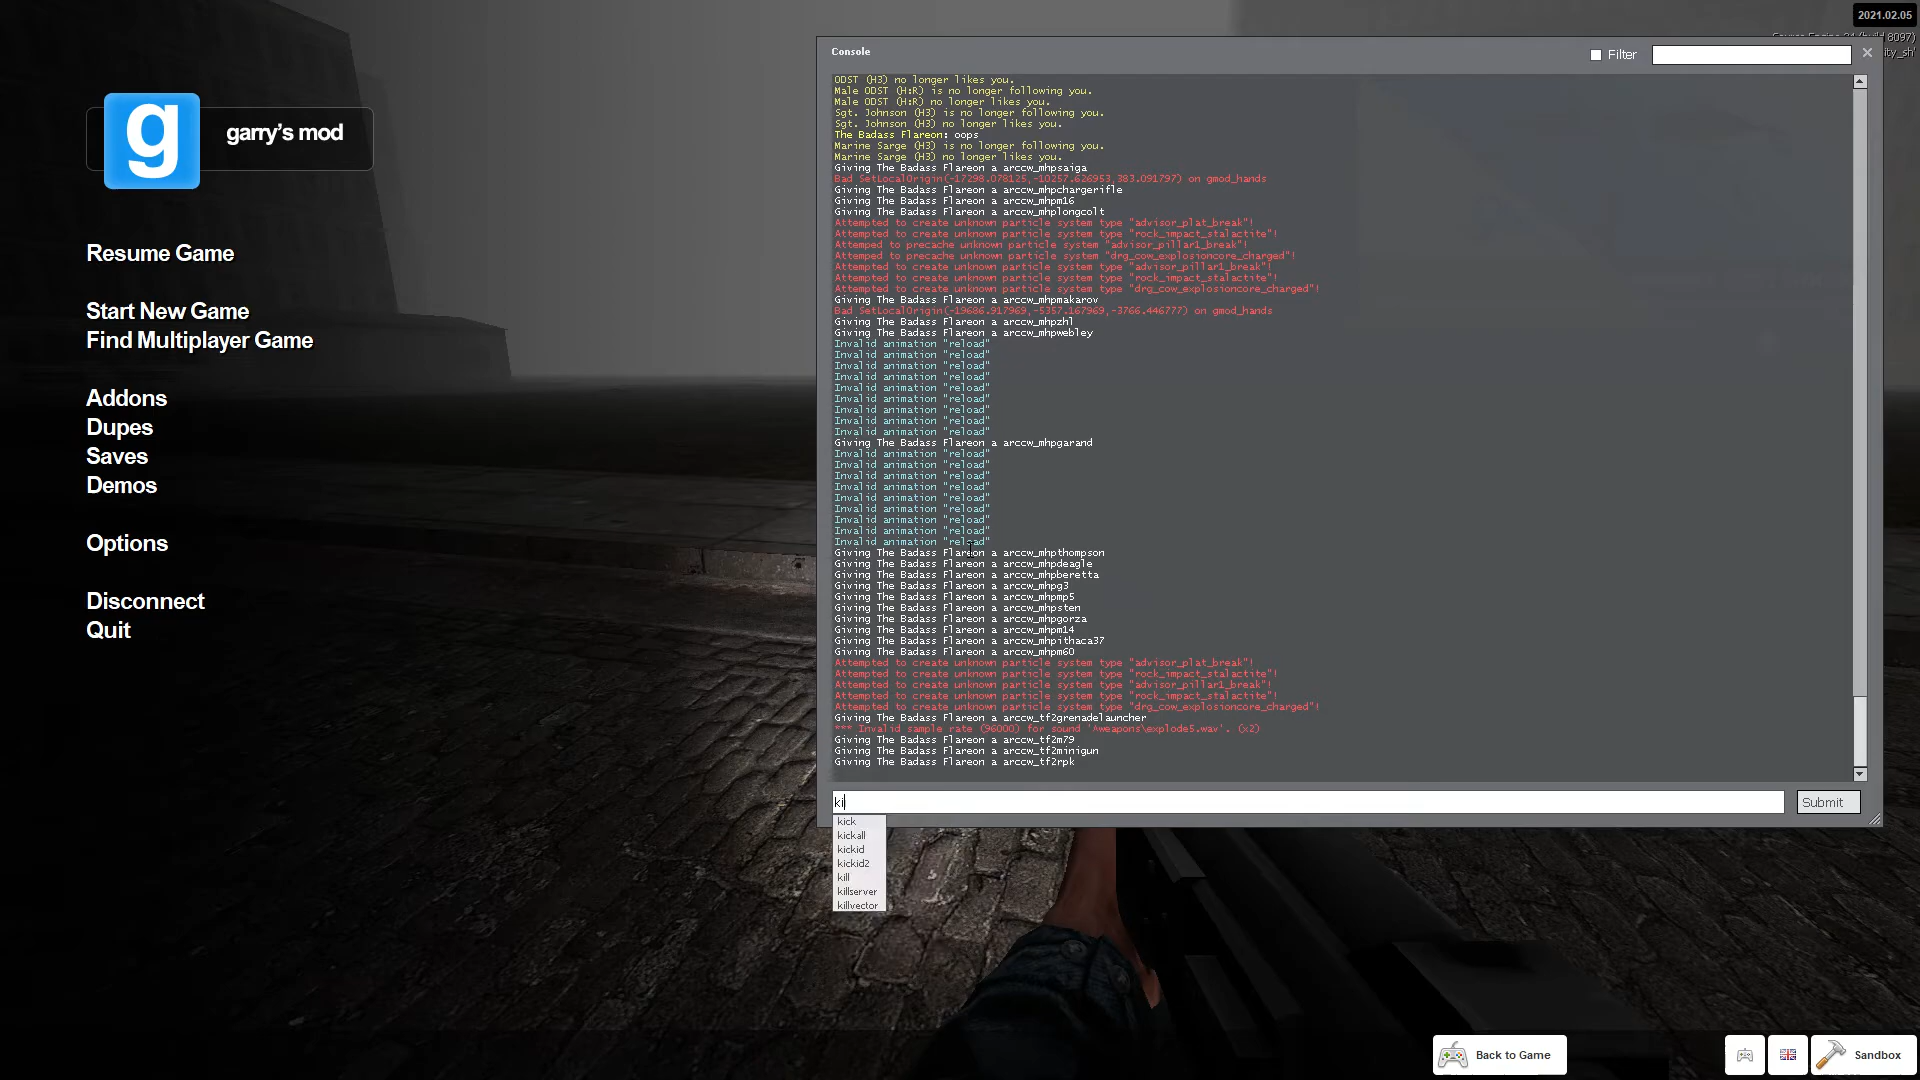 2021.02.05
g
garry's mod
Resume Game
Start New Game
Find Multiplayer Game
Addons
Dupes
Saves
Demos
Options
Disconnect
Quit
Console
Filter
ODST (H3) no longer likes you.
Male ODST (H:R) is no longer following you.
Male ODST (H:R) no longer likes you.
Sgt. Johnson (H3) is no longer following you.
Sgt. Johnson (H3) no longer likes you.
The Badass Flareon: oops
Marine Sarge (H3) is no longer following you.
Marine Sarge (H3) no longer likes you.
Giving The Badass Flareon a arccw_mhpsaiga
Bad SetLocalOrigin(-17298.078125,-10257.626953,383.091797) on gmod_hands
Giving The Badass Flareon a arccw_mhpchargerifle
Giving The Badass Flareon a arccw_mhpm16
Giving The Badass Flareon a arccw_mhplongcolt
Attempted to create unknown particle system type "advisor_plat_break"!
Attempted to create unknown particle system type "rock_impact_stalactite"!
Attemped to precache unknown particle system "advisor_pillar1_break"!
Attemped to precache unknown particle system "drg_cow_explosioncore_charged"!
Attempted to create unknown particle system type "advisor_pillar1_break"!
Attempted to create unknown particle system type "rock_impact_stalactite"!
Attempted to create unknown particle system type "drg_cow_explosioncore_charged"!
Giving The Badass Flareon a arccw_mhpmakarov
Bad SetLocalOrigin(-19686.917969,-5357.167969,-3766.446777) on gmod_hands
Giving The Badass Flareon a arccw_mhpzhl
Giving The Badass Flareon a arccw_mhpwebley
Invalid animation "reload"
Invalid animation "reload"
Invalid animation "reload"
Invalid animation "reload"
Invalid animation "reload"
Invalid animation "reload"
Invalid animation "reload"
Invalid animation "reload"
Invalid animation "reload"
Giving The Badass Flareon a arccw_mhpgarand
Invalid animation "reload"
Invalid animation "reload"
Invalid animation "reload"
Invalid animation "reload"
Invalid animation "reload"
Invalid animation "reload"
Invalid animation "reload"
Invalid animation "reload"
Invalid animation "reload"
Giving The Badass Flareon a arccw_mhpthompson
Giving The Badass Flareon a arccw_mhpdeagle
Giving The Badass Flareon a arccw_mhpberetta
Giving The Badass Flareon a arccw_mhpg3
Giving The Badass Flareon a arccw_mhpmp5
Giving The Badass Flareon a arccw_mhpsten
Giving The Badass Flareon a arccw_mhpgorza
Giving The Badass Flareon a arccw_mhpm14
Giving The Badass Flareon a arccw_mhpithaca37
Giving The Badass Flareon a arccw_mhpm60
Attempted to create unknown particle system type "advisor_plat_break"!
Attempted to create unknown particle system type "rock_impact_stalactite"!
Attempted to create unknown particle system type "advisor_pillar1_break"!
Attempted to create unknown particle system type "rock_impact_stalactite"!
Attempted to create unknown particle system type "drg_cow_explosioncore_charged"!
Giving The Badass Flareon a arccw_tf2grenadelauncher
*** Invalid sample rate (96000) for sound '^weapons\explode5.wav'. (x2)
Giving The Badass Flareon a arccw_tf2m79
Giving The Badass Flareon a arccw_tf2minigun
Giving The Badass Flareon a arccw_tf2rpk
ki
Submit
kick
kickall
kickid
kickid2
kill
killserver
killvector
Back to Game
Sandbox